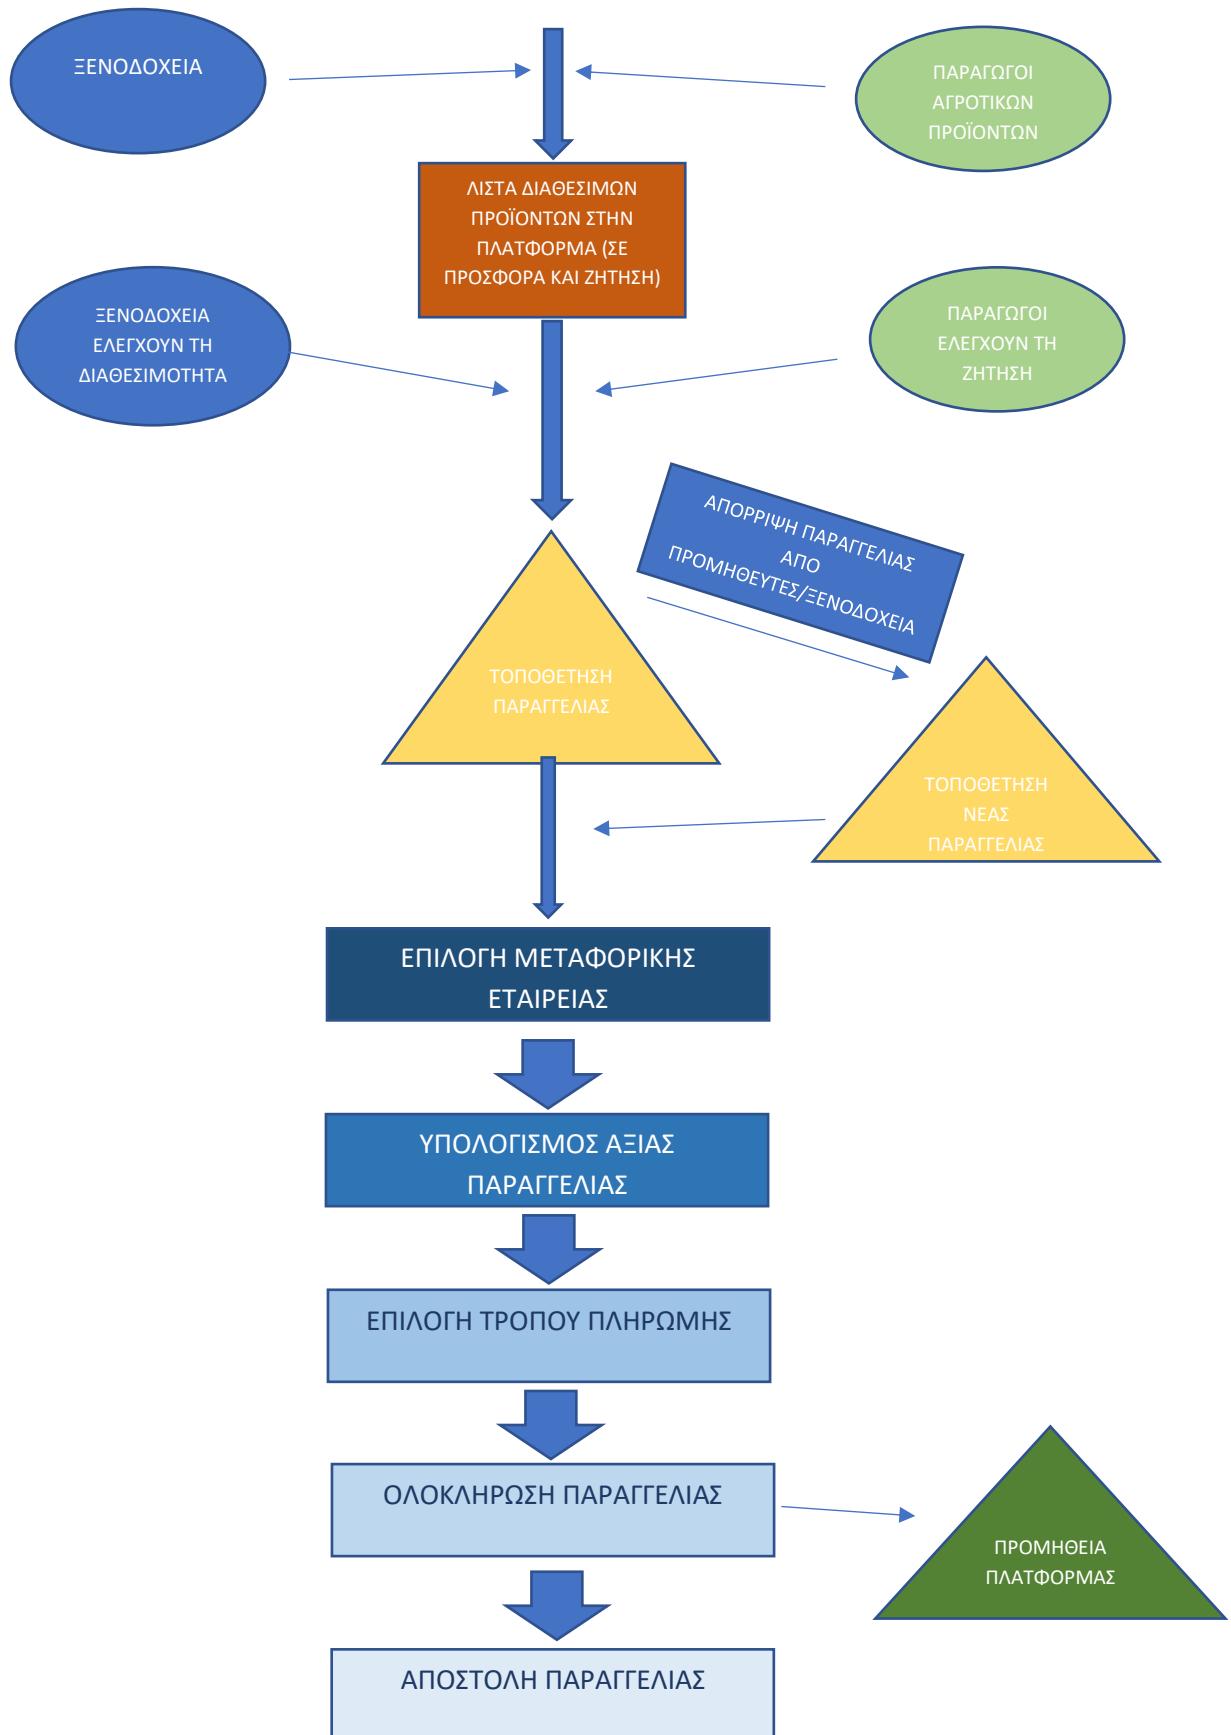 ΞΕΝΟΔΟΧΕΙΑ
ΠΑΡΑΓΩΓΟΙ
ΑΓΡΟΤΙΚΩΝ
ΠΡΟΪΟΝΤΩΝ
ΛΙΣΤΑ ΔΙΑΘΕΣΙΜΩΝ
ΠΡΟΪΟΝΤΩΝ ΣΤΗΝ
ΠΛΑΤΦΟΡΜΑ (ΣΕ
ΠΡΟΣΦΟΡΑ ΚΑΙ ΖΗΤΗΣΗ)
ΞΕΝΟΔΟΧΕΙΑ
ΕΛΕΓΧΟΥΝ ΤΗ
ΔΙΑΘΕΣΙΜΟΤΗΤΑ
ΠΑΡΑΓΩΓΟΙ
ΕΛΕΓΧΟΥΝ ΤΗ
ΖΗΤΗΣΗ
ΑΠΟΡΡΙΨΗ ΠΑΡΑΓΓΕΛΙΑΣ
ΑΠΟ
ΠΡΟΜΗΘΕΥΤΕΣ/ΞΕΝΟΔΟΧΕΙΑ
ΤΟΠΟΘΕΤΗΣΗ
ΠΑΡΑΓΓΕΛΙΑΣ
ΤΟΠΟΘΕΤΗΣΗ
ΝΕΑΣ
ΠΑΡΑΓΓΕΛΙΑΣ
ΕΠΙΛΟΓΗ ΜΕΤΑΦΟΡΙΚΗΣ
ΕΤΑΙΡΕΙΑΣ
ΥΠΟΛΟΓΙΣΜΟΣ ΑΞΙΑΣ
ΠΑΡΑΓΓΕΛΙΑΣ
ΕΠΙΛΟΓΗ ΤΡΟΠΟΥ ΠΛΗΡΩΜΗΣ
ΟΛΟΚΛΗΡΩΣΗ ΠΑΡΑΓΓΕΛΙΑΣ
ΠΡΟΜΗΘΕΙΑ
ΠΛΑΤΦΟΡΜΑΣ
ΑΠΟΣΤΟΛΗ ΠΑΡΑΓΓΕΛΙΑΣ